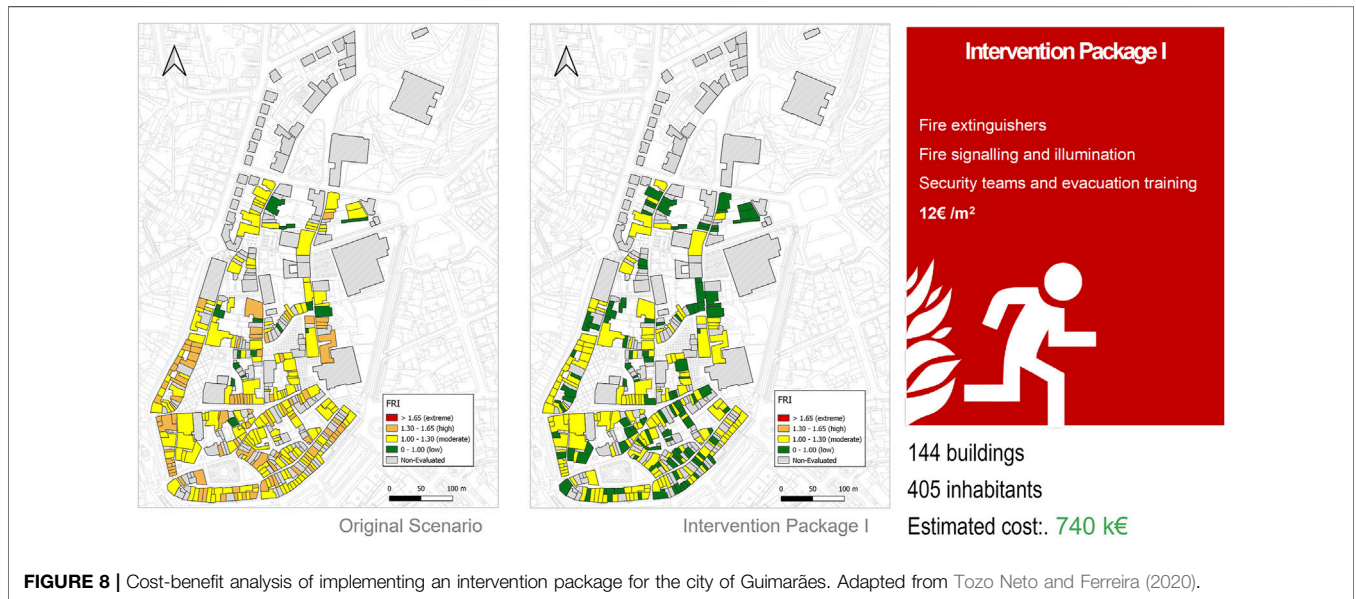 FRI
> 1.65 (extreme)
1.30 - 1.65 (high)
1.00 - 1.30 (moderate)
0 - 1.00 (low)
Non-Evaluated
0 50 100 m
Original Scenario
FRI
> 1.65 (extreme)
1.30 - 1.65 (high)
1.00 - 1.30 (moderate)
0 - 1.00 (low)
Non-Evaluated
0 50 100 m
Intervention Package I
Intervention Package I
Fire extinguishers
Fire signalling and illumination
Security teams and evacuation training
12€ /m²
144 buildings
405 inhabitants
Estimated cost:. 740 k€
FIGURE 8 | Cost-benefit analysis of implementing an intervention package for the city of Guimarães. Adapted from Tozo Neto and Ferreira (2020).